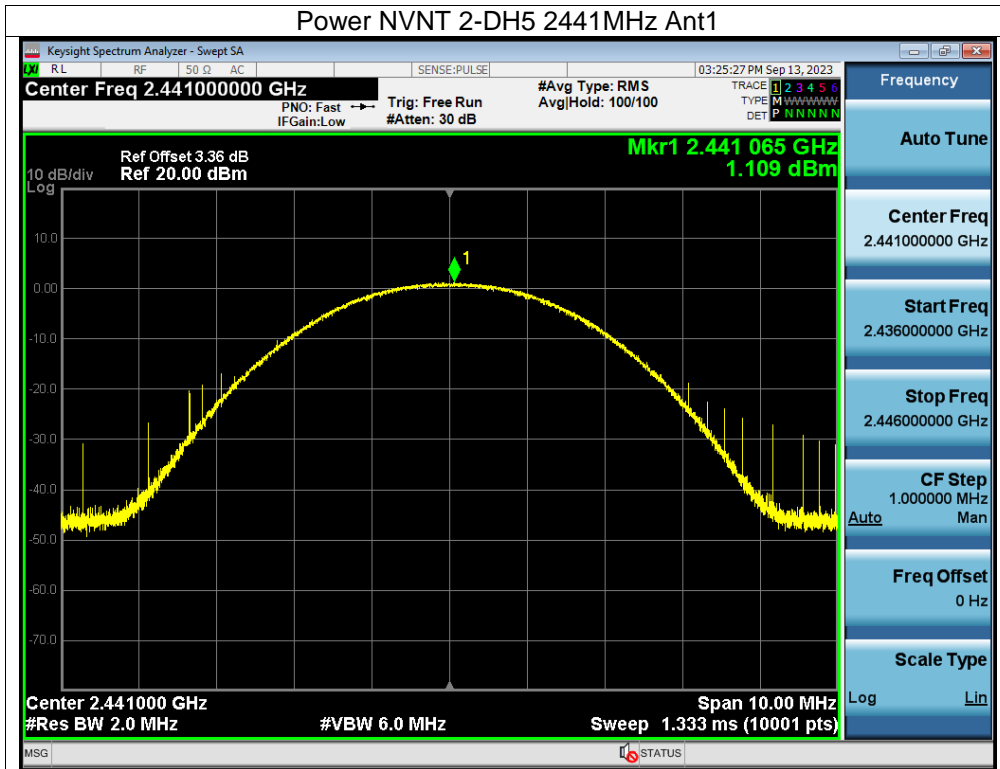 Power NVNT 2-DH5 2441MHz Ant1
Keysight Spectrum Analyzer - Swept SA
LXI RL RF 50 Ω AC SENSE:PULSE 03:25:27 PM Sep 13, 2023
Center Freq 2.441000000 GHz #Avg Type: RMS TRACE 1 2 3 4 5 6
PNO: Fast Trig: Free Run Avg|Hold: 100/100 TYPE M WWWWW
IFGain:Low #Atten: 30 dB DET P N N N N N
Mkr1 2.441 065 GHz
1.109 dBm
Ref Offset 3.36 dB
10 dB/div Ref 20.00 dBm
Log
10.0
0.00
-10.0
-20.0
-30.0
-40.0
-50.0
-60.0
-70.0
1
Center 2.441000 GHz Span 10.00 MHz
#Res BW 2.0 MHz #VBW 6.0 MHz Sweep 1.333 ms (10001 pts)
MSG STATUS
Frequency
Auto Tune
Center Freq
2.441000000 GHz
Start Freq
2.436000000 GHz
Stop Freq
2.446000000 GHz
CF Step
1.000000 MHz
Auto Man
Freq Offset
0 Hz
Scale Type
Log Lin